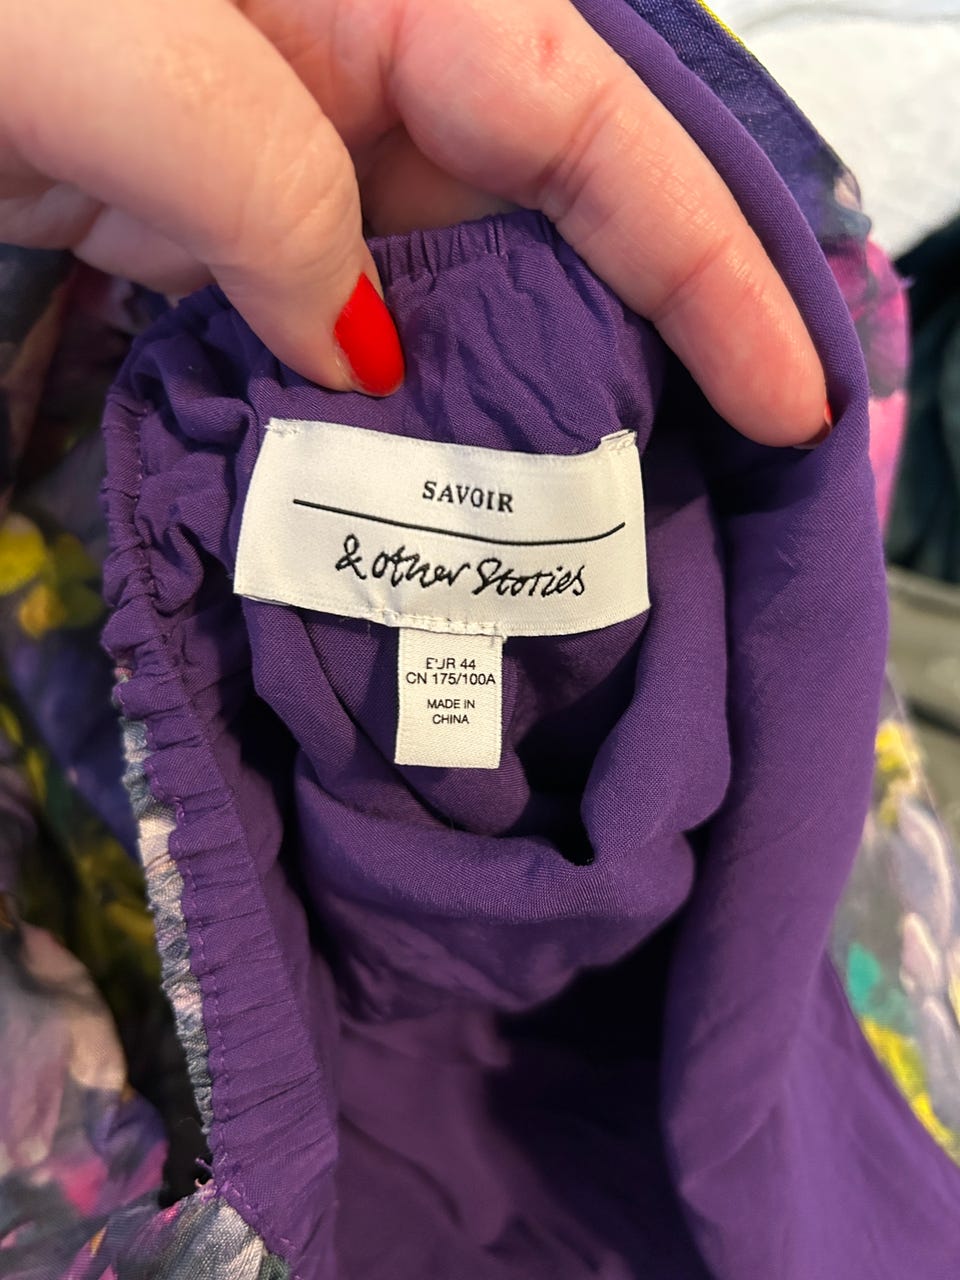 SAVOIR
& other Stories
EUR 44
CN 175/100A
MADE IN
CHINA